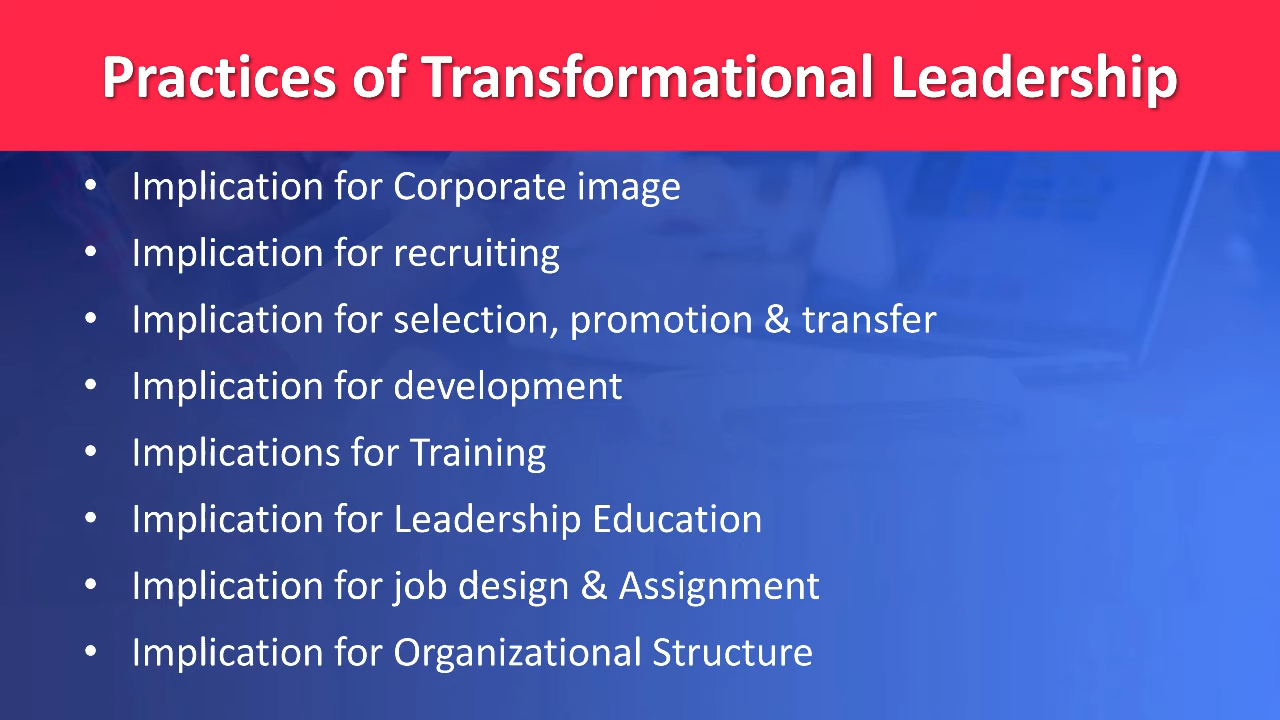 Practices of Transformational Leadership
• Implication for Corporate image
• Implication for recruiting
• Implication for selection, promotion & transfer
• Implication for development
• Implications for Training
• Implication for Leadership Education
• Implication for job design & Assignment
• Implication for Organizational Structure